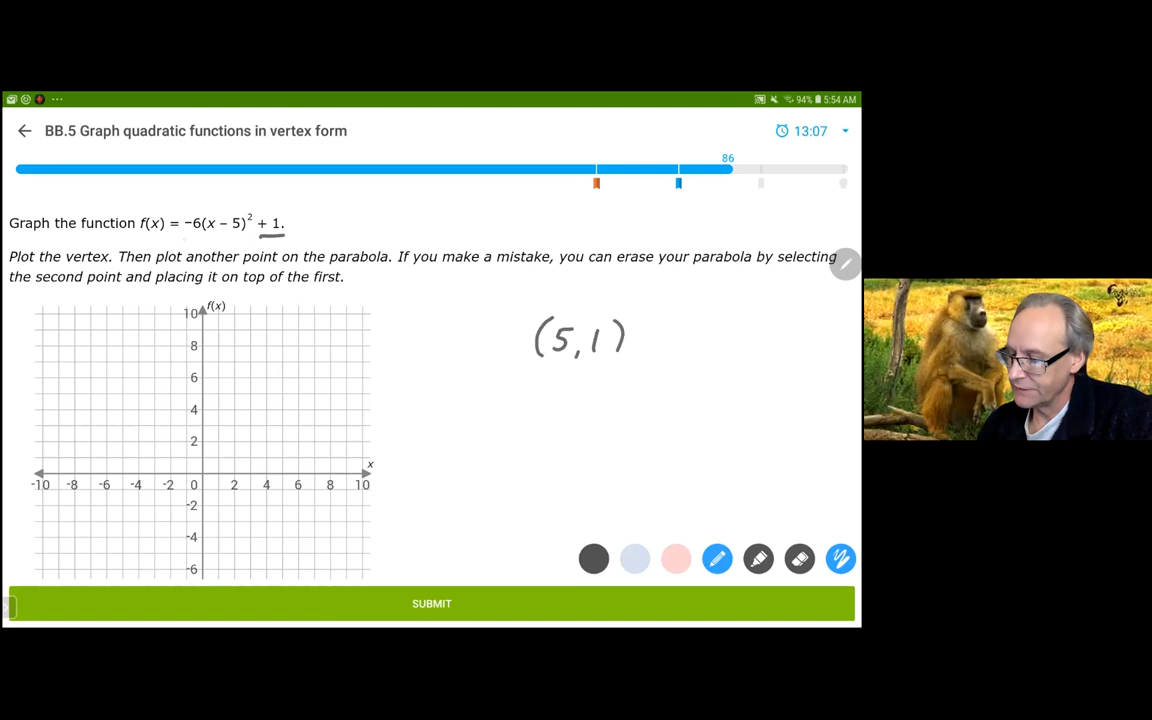 94% 5:54 AM
BB.5 Graph quadratic functions in vertex form
13:07
86
Graph the function f(x) = −6(x – 5)² + 1.
Plot the vertex. Then plot another point on the parabola. If you make a mistake, you can erase your parabola by selecting
the second point and placing it on top of the first.
f(x)
(5,1)
10
8
6
4
2
x
-10 -8 -6 -4 -2 0 2 4 6 8 10
-2
-4
-6
SUBMIT